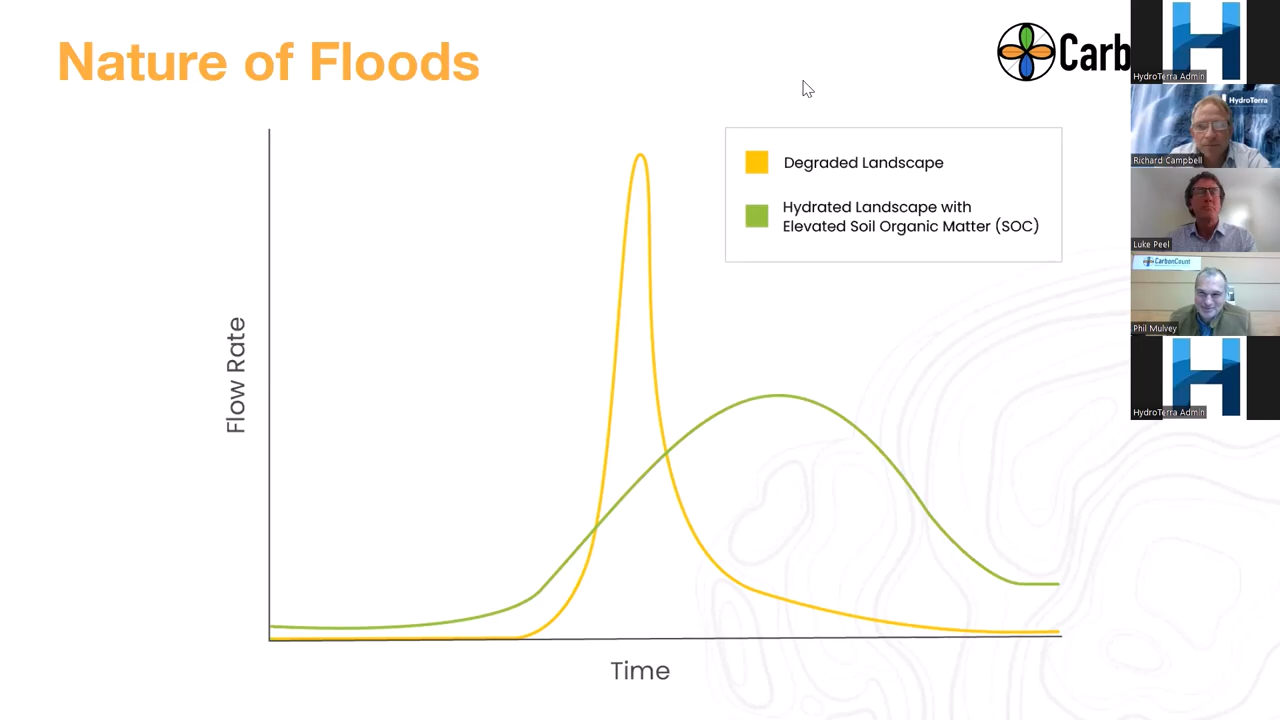 Nature of Floods
Carb
Degraded Landscape
Hydrated Landscape with
Elevated Soil Organic Matter (SOC)
Flow Rate
Time
HydroTerra Admin
HydroTerra
Richard Campbell
Luke Peel
CarbonCount
Phil Mulvey
HydroTerra Admin